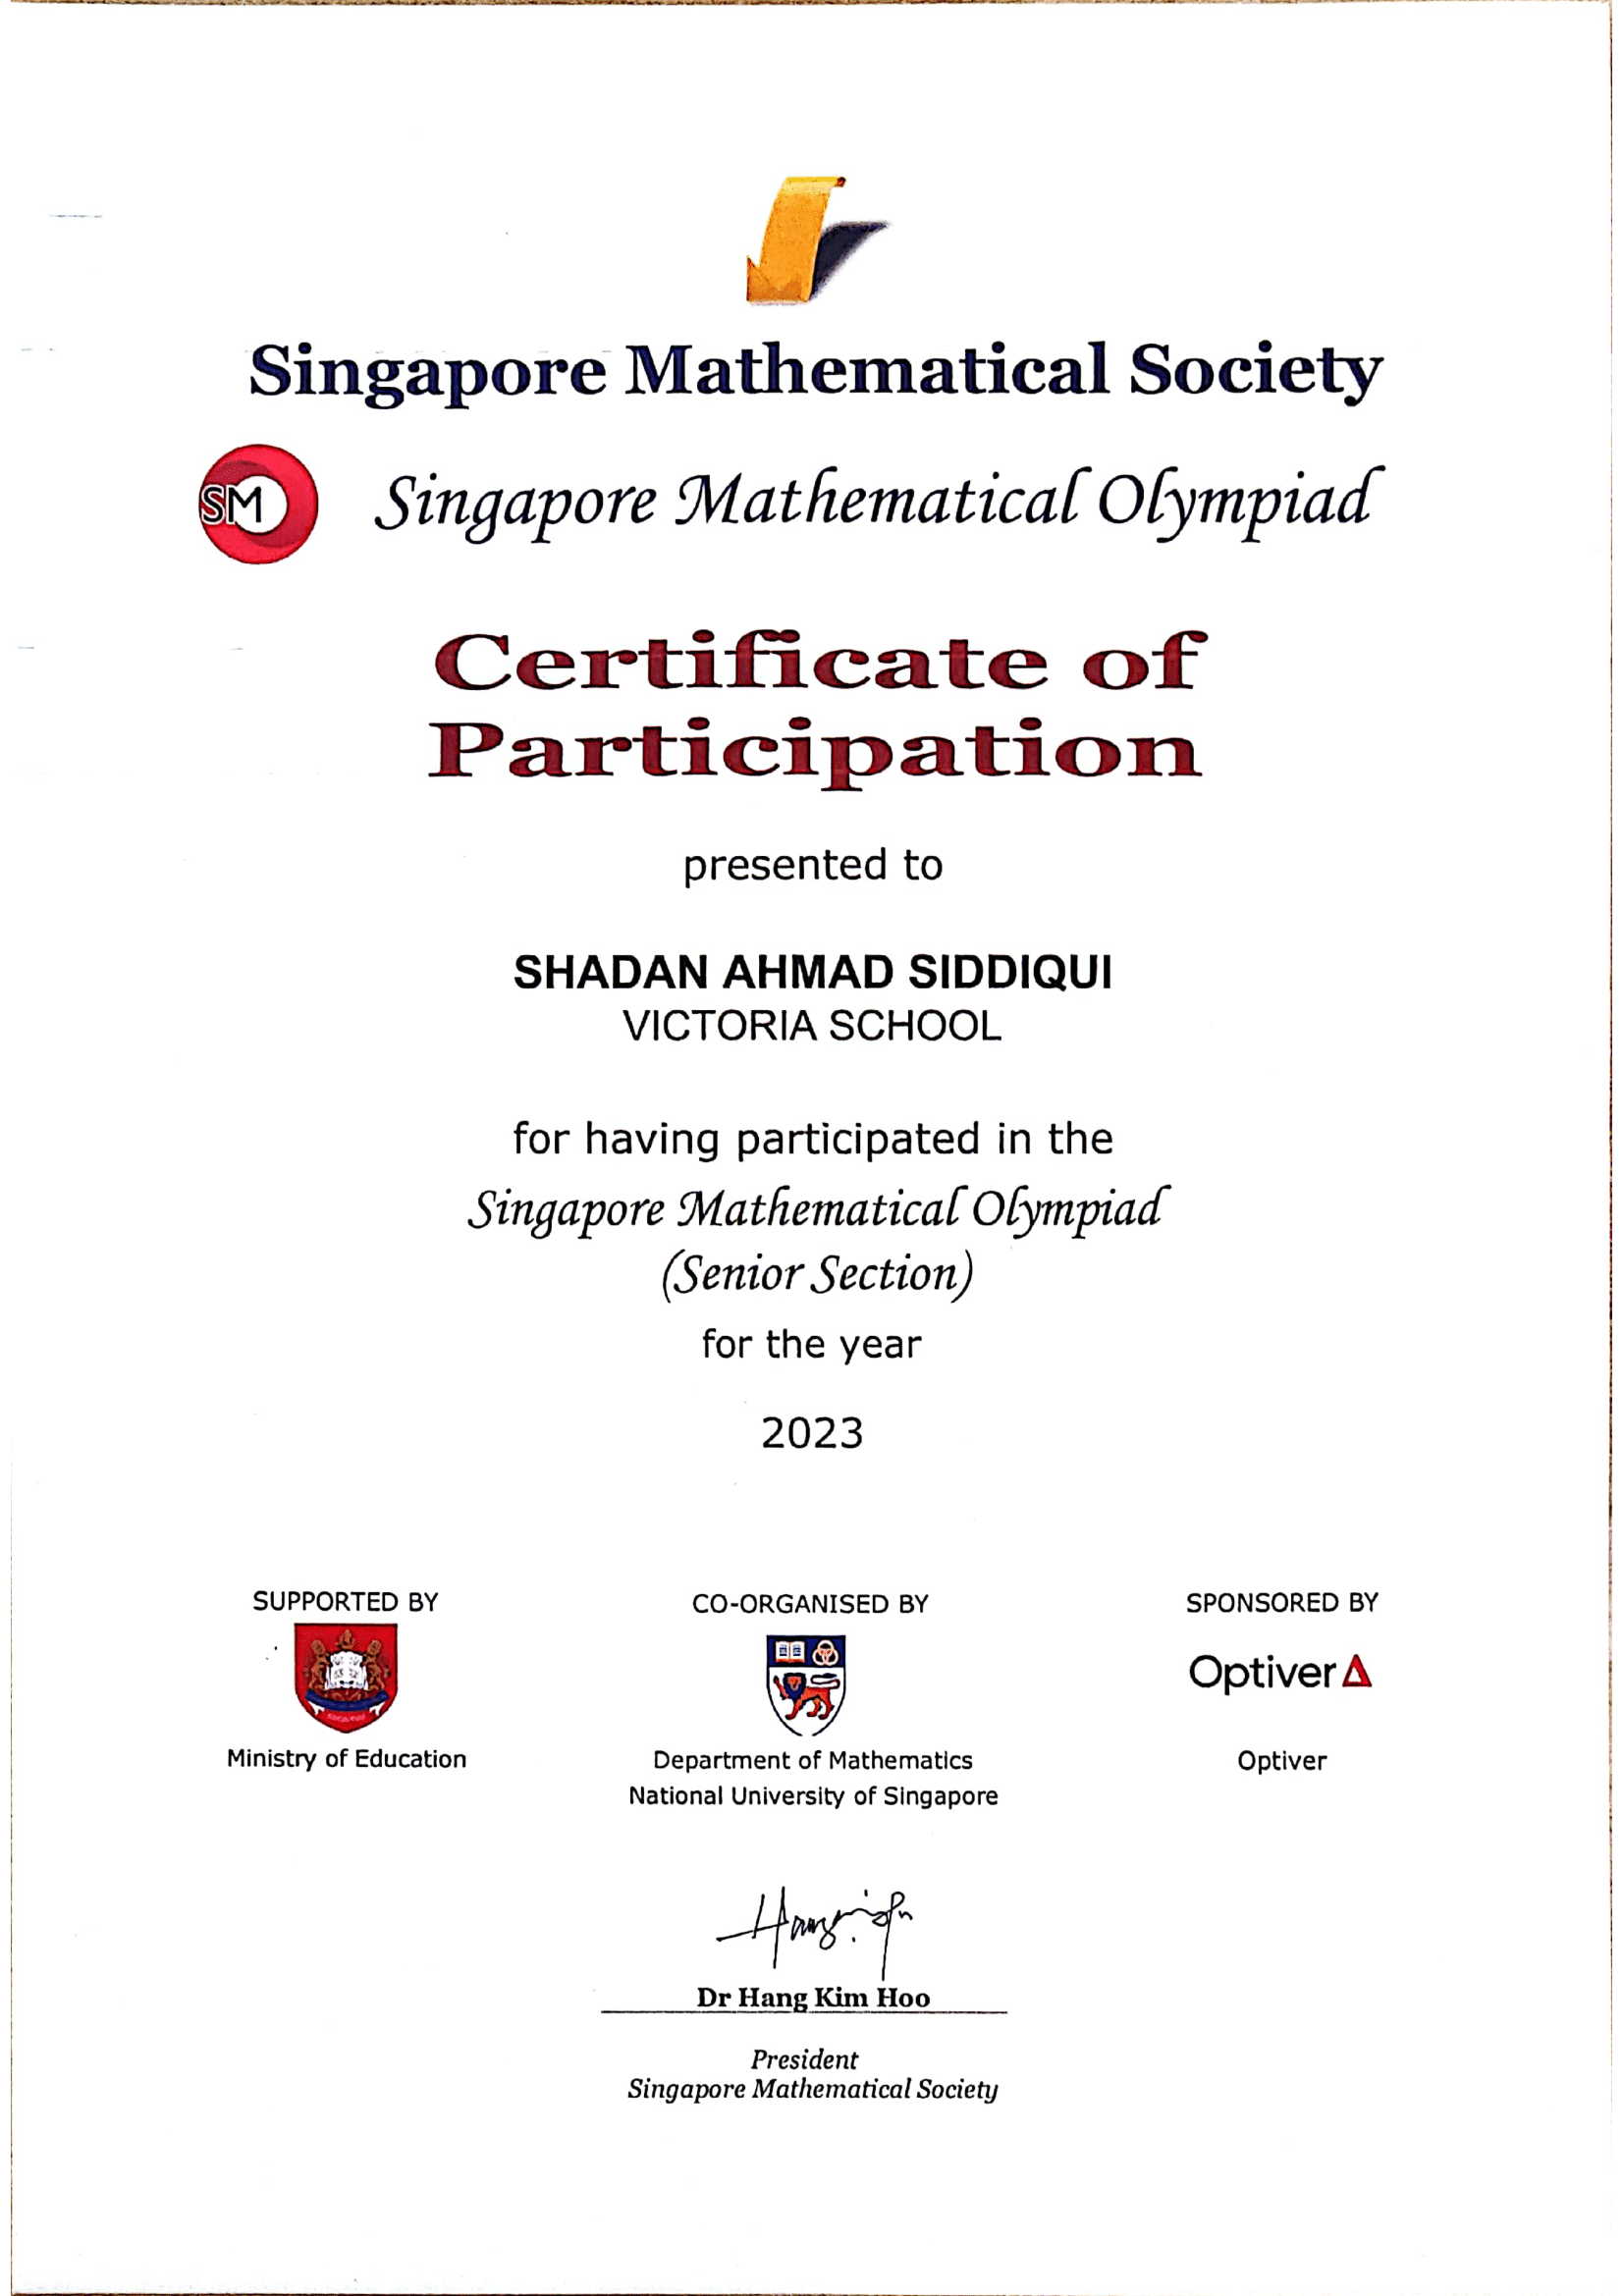 Singapore Mathematical Society
SM
Singapore Mathematical Olympiad
Certificate of
Participation
presented to
SHADAN AHMAD SIDDIQUI
VICTORIA SCHOOL
for having participated in the
Singapore Mathematical Olympiad
(Senior Section)
for the year
2023
SUPPORTED BY
Ministry of Education
CO-ORGANISED BY
Department of Mathematics
National University of Singapore
SPONSORED BY
Optiver
Optiver
Dr Hang Kim Hoo
President
Singapore Mathematical Society